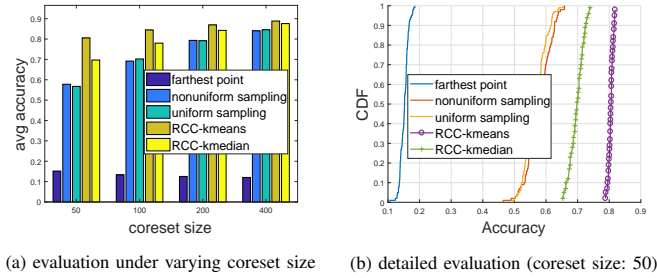 0.9
0.8
0.7
0.6
0.5
0.4
0.3
0.2
0.1
0
avg accuracy
farthest point
nonuniform sampling
uniform sampling
RCC-kmeans
RCC-kmedian
50 100 200 400
coreset size
(a) evaluation under varying coreset size
1
0.9
0.8
0.7
0.6
0.5
0.4
0.3
0.2
0.1
0
CDF
farthest point
nonuniform sampling
uniform sampling
RCC-kmeans
RCC-kmedian
0.1 0.2 0.3 0.4 0.5 0.6 0.7 0.8 0.9
Accuracy
(b) detailed evaluation (coreset size: 50)